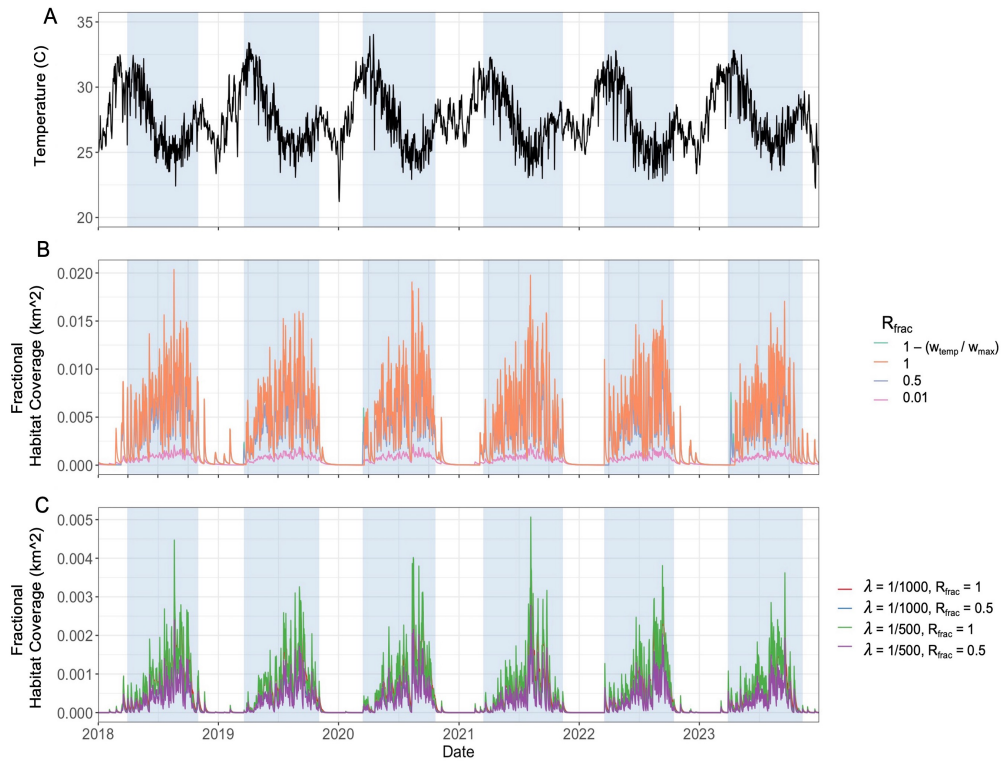 A
Temperature (C)
35
30
25
20
B
Fractional
Habitat Coverage (km^2)
0.020
0.015
0.010
0.005
0.000
R_frac
1 – (w_temp / w_max)
1
0.5
0.01
C
Fractional
Habitat Coverage (km^2)
0.005
0.004
0.003
0.002
0.001
0.000
λ = 1/1000, R_frac = 1
λ = 1/1000, R_frac = 0.5
λ = 1/500, R_frac = 1
λ = 1/500, R_frac = 0.5
2018 2019 2020 2021 2022 2023
Date